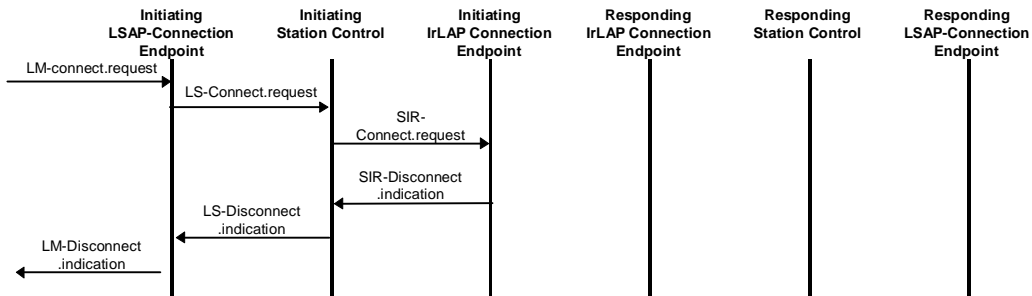 Initiating
LSAP-Connection
Endpoint
Initiating
Station Control
Initiating
IrLAP Connection
Endpoint
Responding
IrLAP Connection
Endpoint
Responding
Station Control
Responding
LSAP-Connection
Endpoint
LM-connect.request
LS-Connect.request
SIR-
Connect.request
SIR-Disconnect
.indication
LS-Disconnect
.indication
LM-Disconnect
.indication